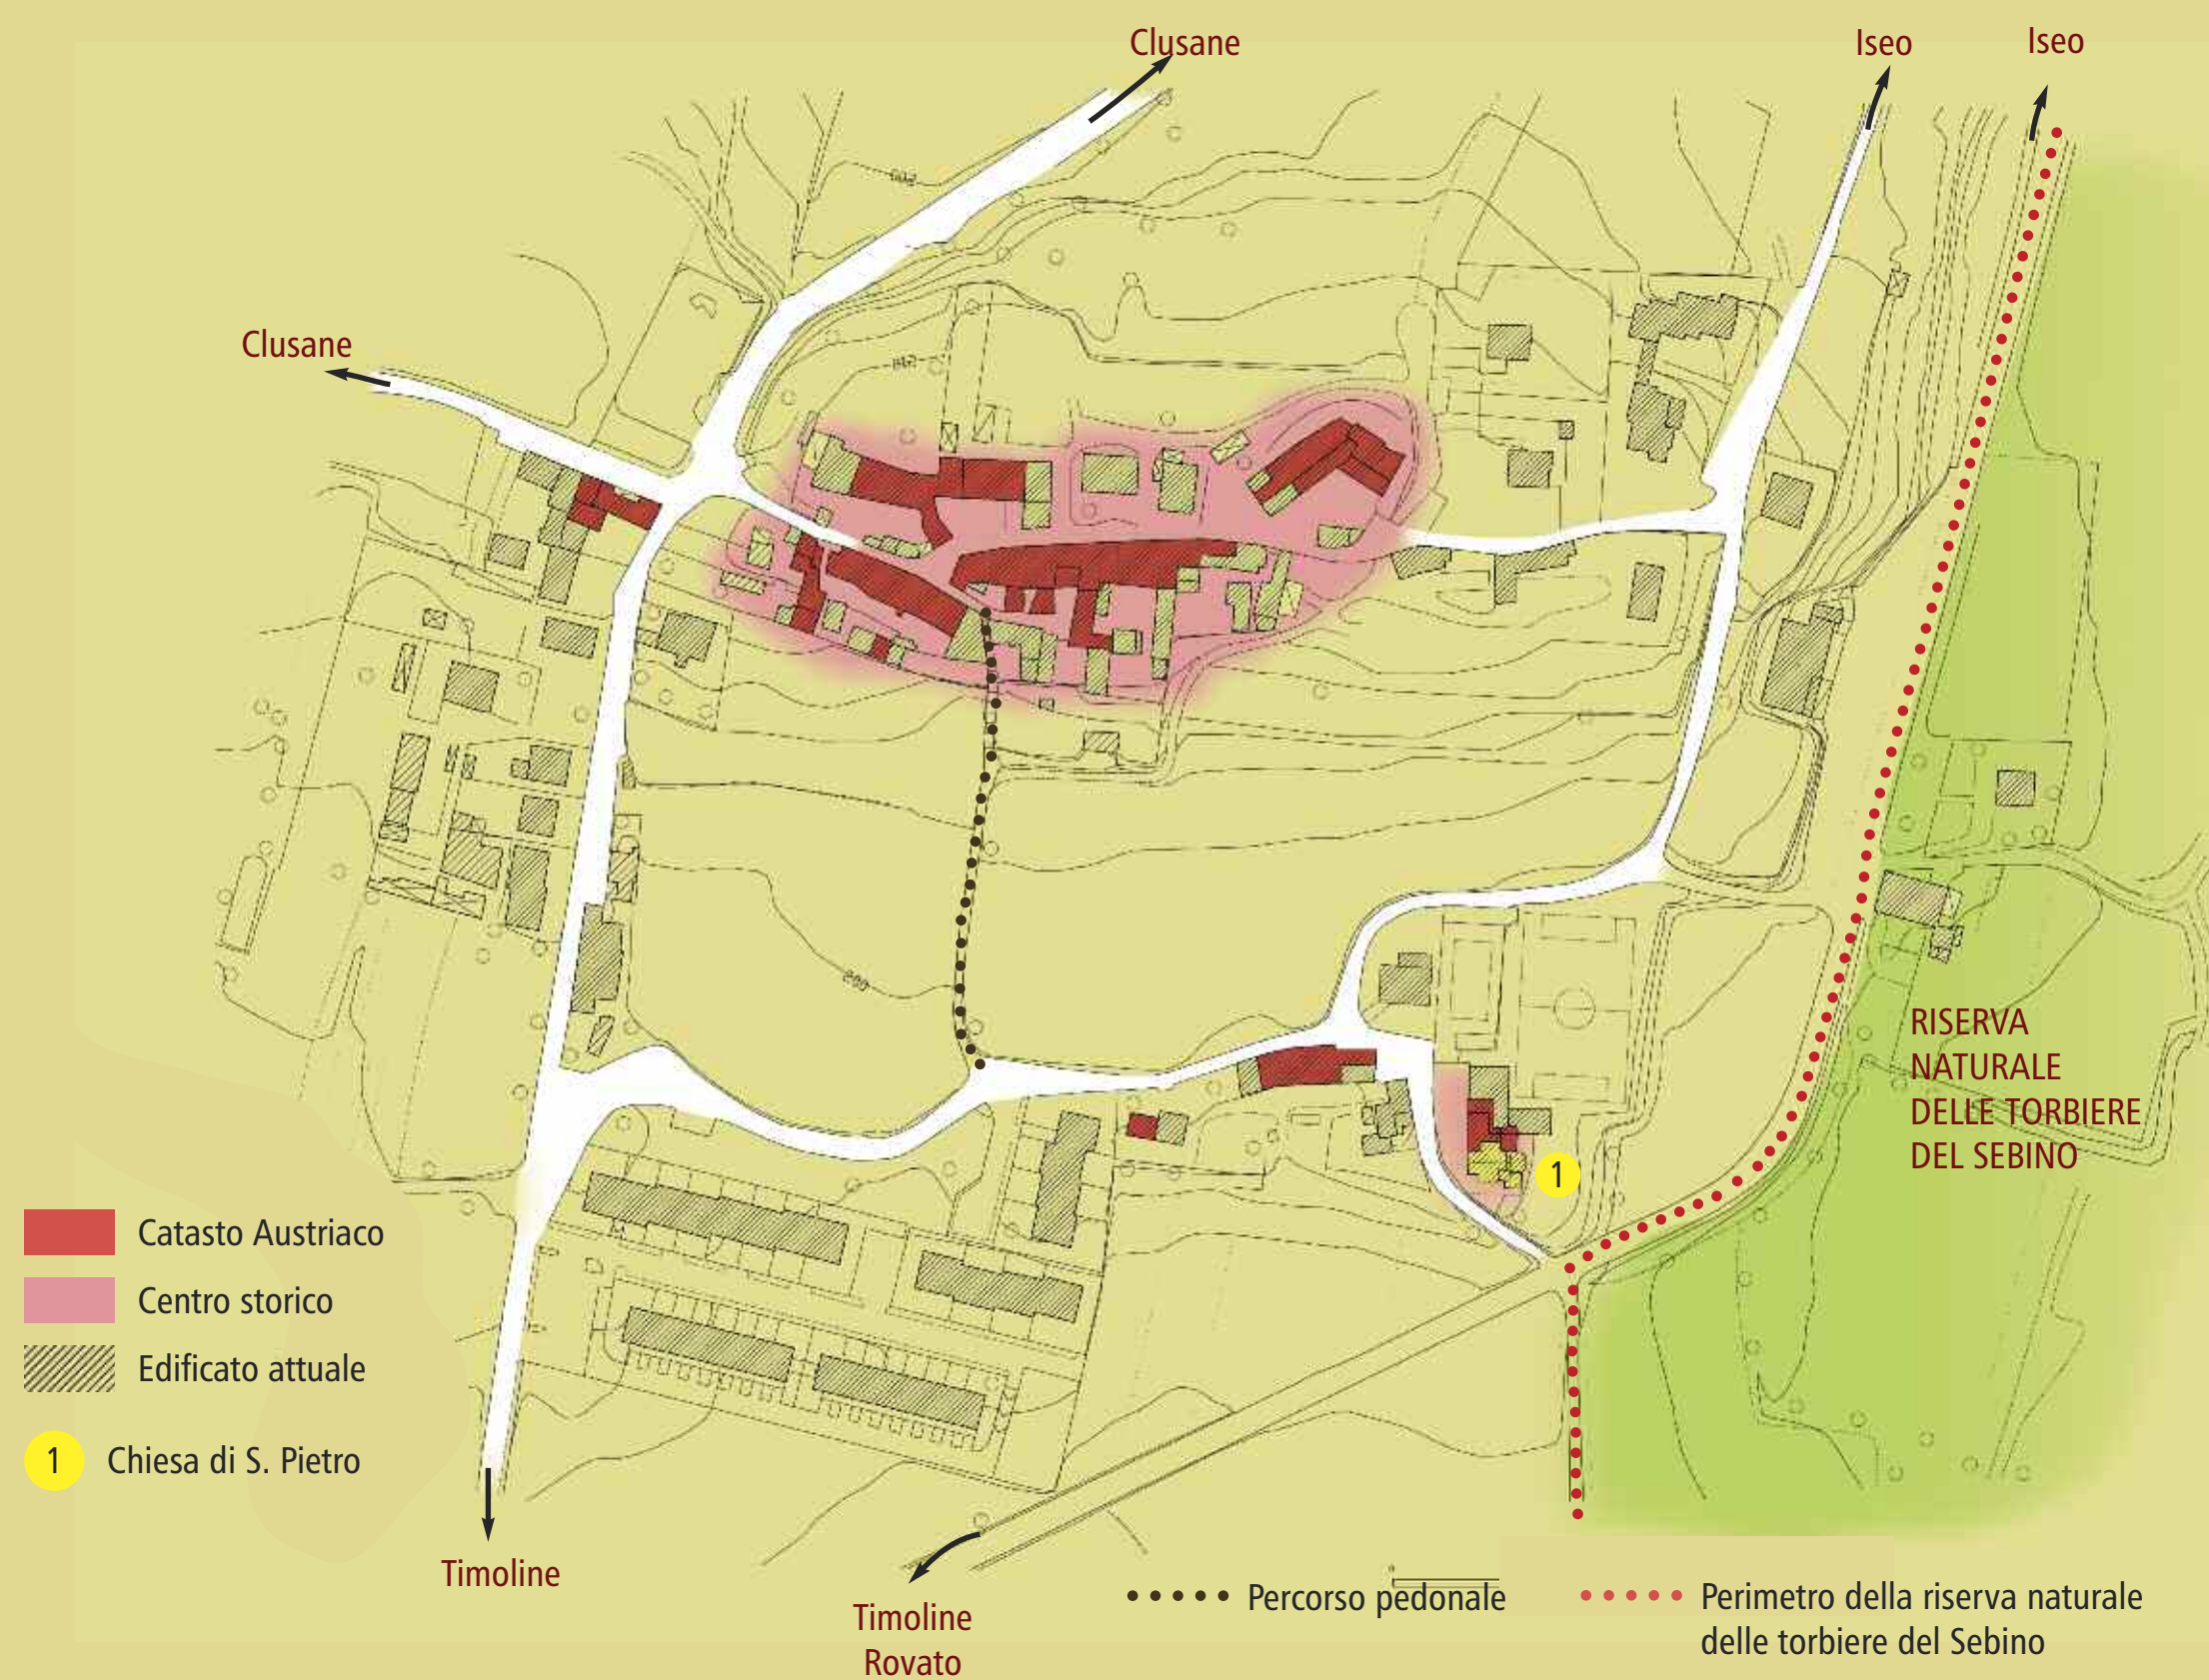 Clusane
Iseo
Iseo
Clusane
RISERVA
NATURALE
DELLE TORBIERE
DEL SEBINO
1
Catasto Austriaco
Centro storico
Edificato attuale
1 Chiesa di S. Pietro
Timoline
Timoline
Rovato
Percorso pedonale
Perimetro della riserva naturale
delle torbiere del Sebino